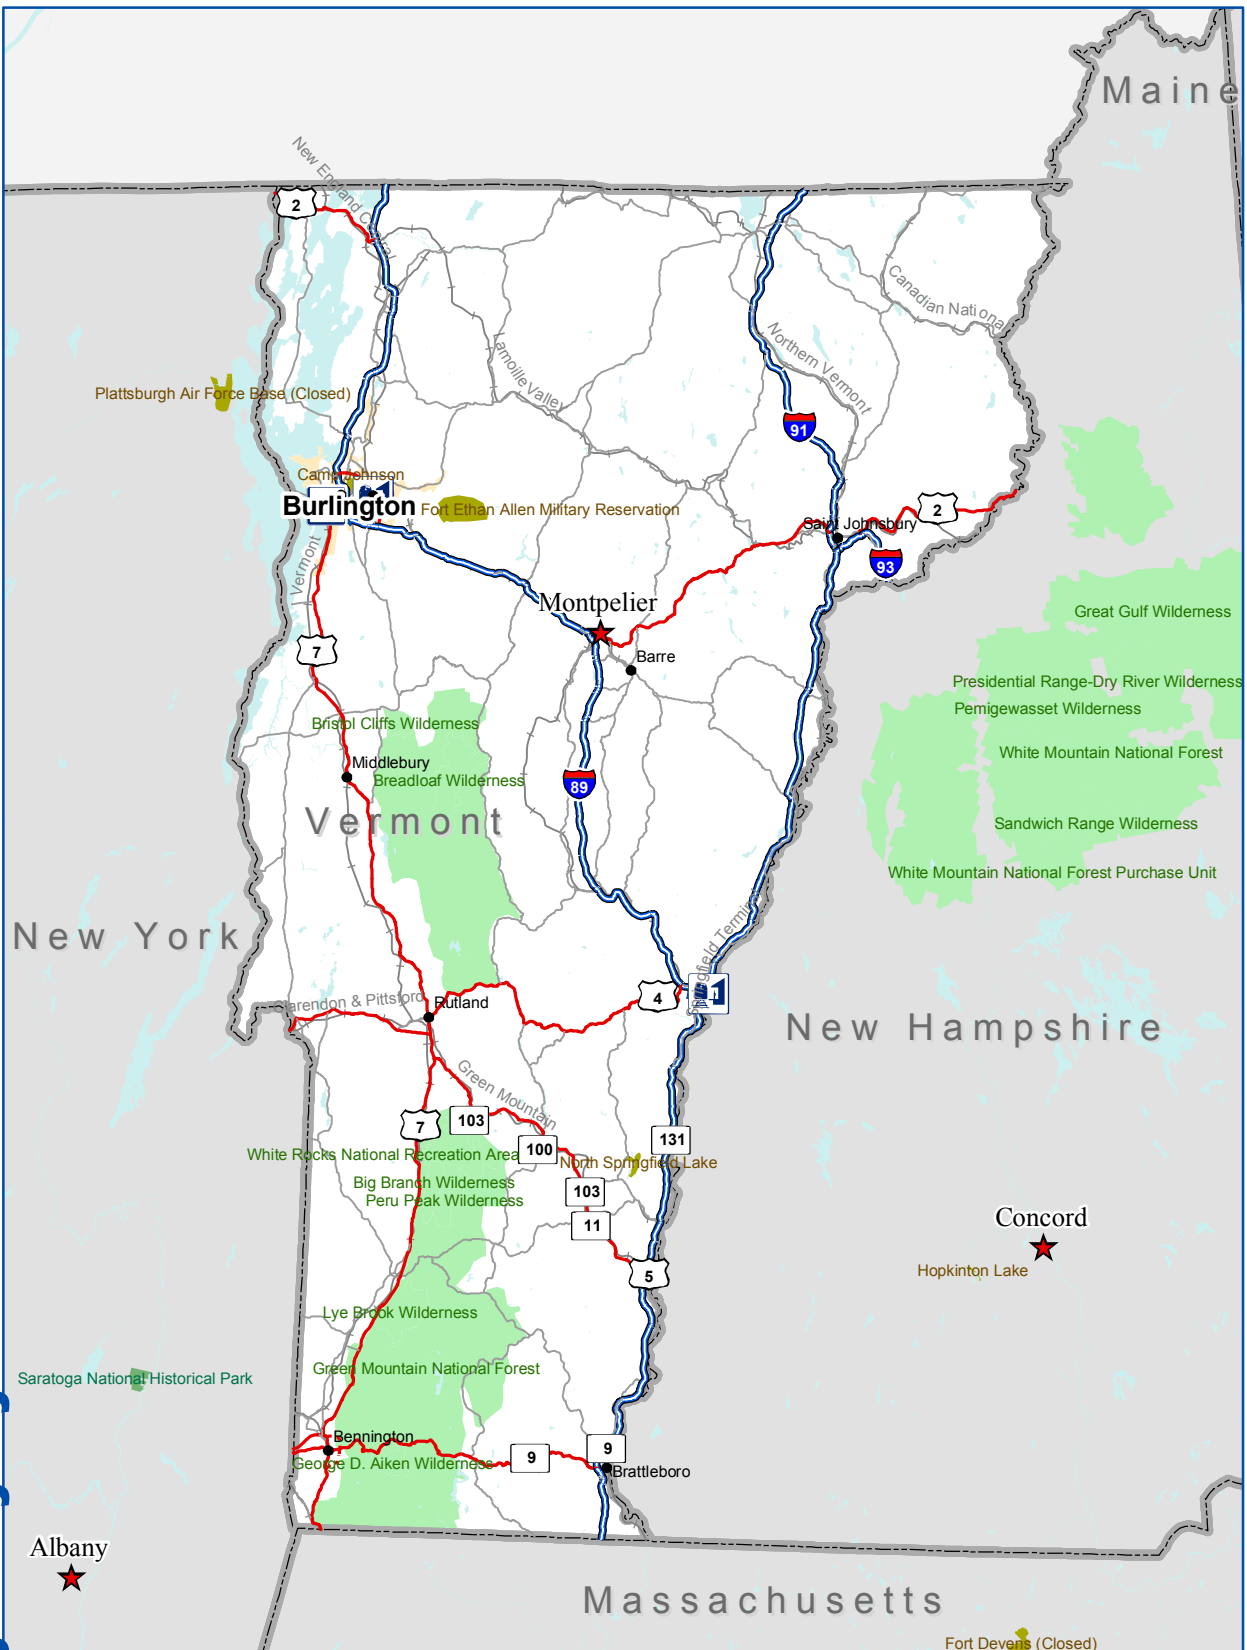 Maine
New England Central
2
Canadian National
Northern Vermont
Lamoille Valley
Plattsburgh Air Force Base (Closed)
91
Camp Johnson
Burlington
Fort Ethan Allen Military Reservation
2
Saint Johnsbury
93
Vermont
Montpelier
Great Gulf Wilderness
7
Barre
Presidential Range-Dry River Wilderness
Pemigewasset Wilderness
Bristol Cliffs Wilderness
White Mountain National Forest
Middlebury
Breadloaf Wilderness
89
Vermont
Sandwich Range Wilderness
White Mountain National Forest Purchase Unit
New York
Springfield Terminal
4
Clarendon & Pittsford
Rutland
New Hampshire
Green Mountain
7
103
100
131
White Rocks National Recreation Area
North Springfield Lake
Big Branch Wilderness
103
Peru Peak Wilderness
11
Concord
Hopkinton Lake
5
Lye Brook Wilderness
Green Mountain National Forest
Saratoga National Historical Park
Bennington
9
9
George D. Aiken Wilderness
Brattleboro
Albany
Massachusetts
Fort Devens (Closed)